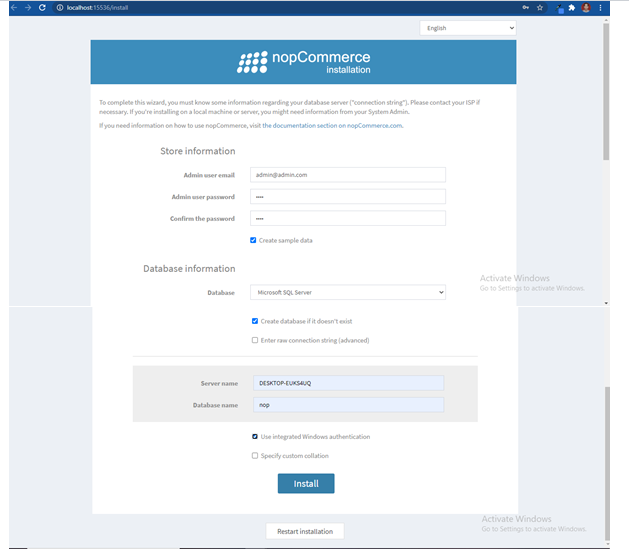 localhost:15536/install
English
nopCommerce
installation
To complete this wizard, you must know some information regarding your database server ("connection string"). Please contact your ISP if
necessary. If you're installing on a local machine or server, you might need information from your System Admin.
If you need information on how to use nopCommerce, visit the documentation section on nopCommerce.com.
Store information
Admin user email admin@admin.com
Admin user password ••••
Confirm the password ••••
Create sample data
Database information
Activate Windows
Go to Settings to activate Windows.
Database Microsoft SQL Server
Create database if it doesn't exist
Enter raw connection string (advanced)
Server name DESKTOP-EUKS4UQ
Database name nop
Use integrated Windows authentication
Specify custom collation
Install
Activate Windows
Go to Settings to activate Windows.
Restart installation